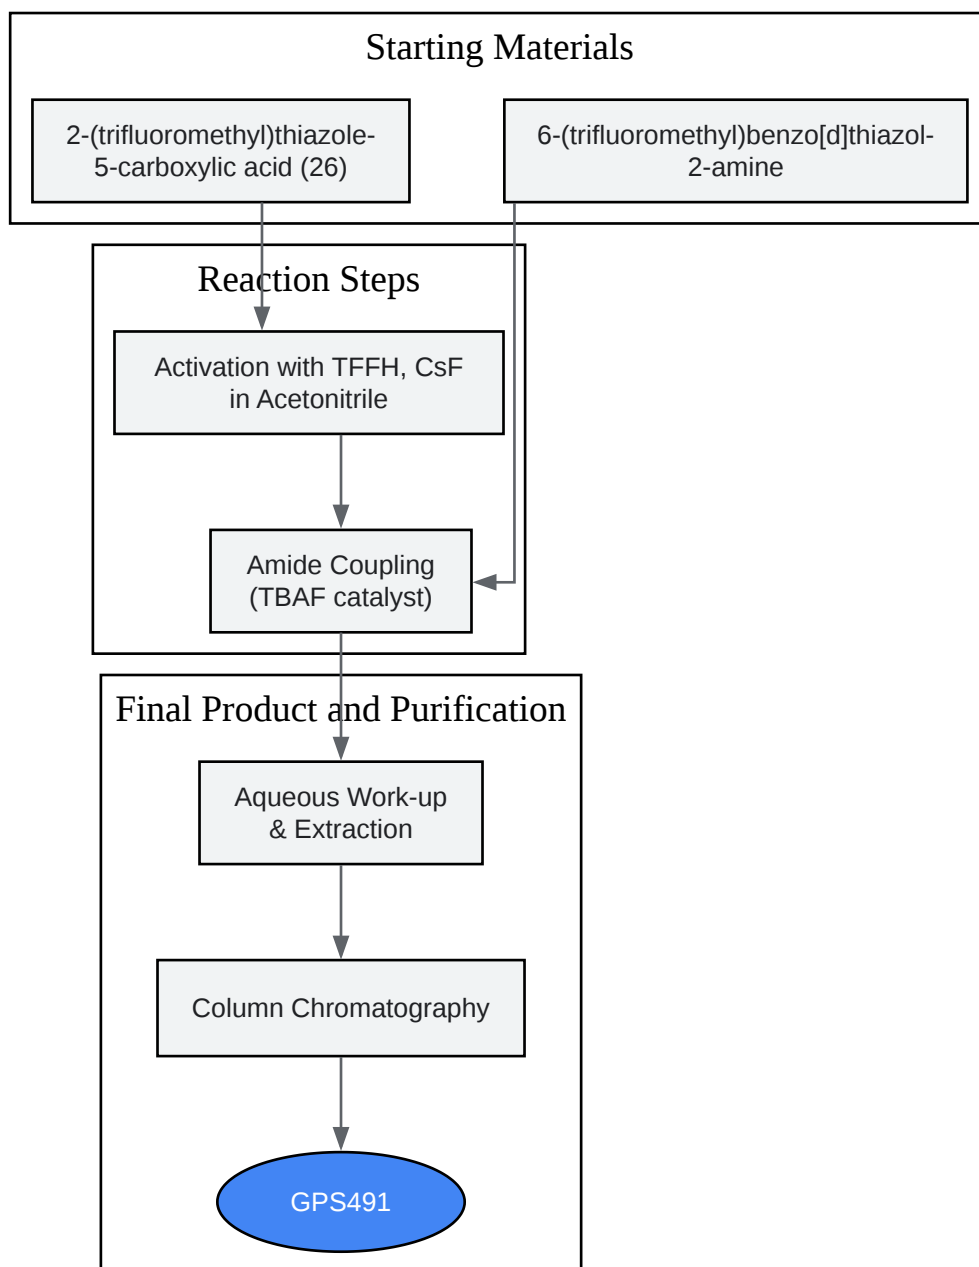 Starting Materials
2-(trifluoromethyl)thiazole-
5-carboxylic acid (26)
6-(trifluoromethyl)benzo[d]thiazol-
2-amine
Reaction Steps
Activation with TFFH, CsF
in Acetonitrile
Amide Coupling
(TBAF catalyst)
Final Product and Purification
Aqueous Work-up
& Extraction
Column Chromatography
GPS491